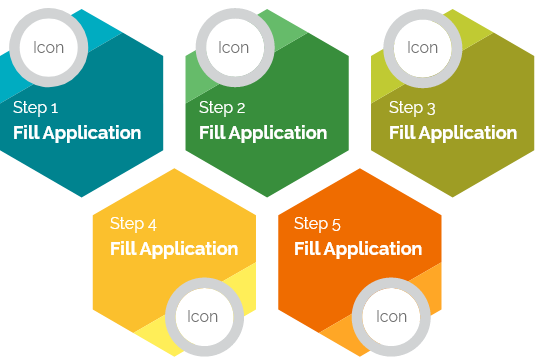 Icon
Step 1
Fill Application
Icon
Step 2
Fill Application
Icon
Step 3
Fill Application
Step 4
Fill Application
Icon
Step 5
Fill Application
Icon